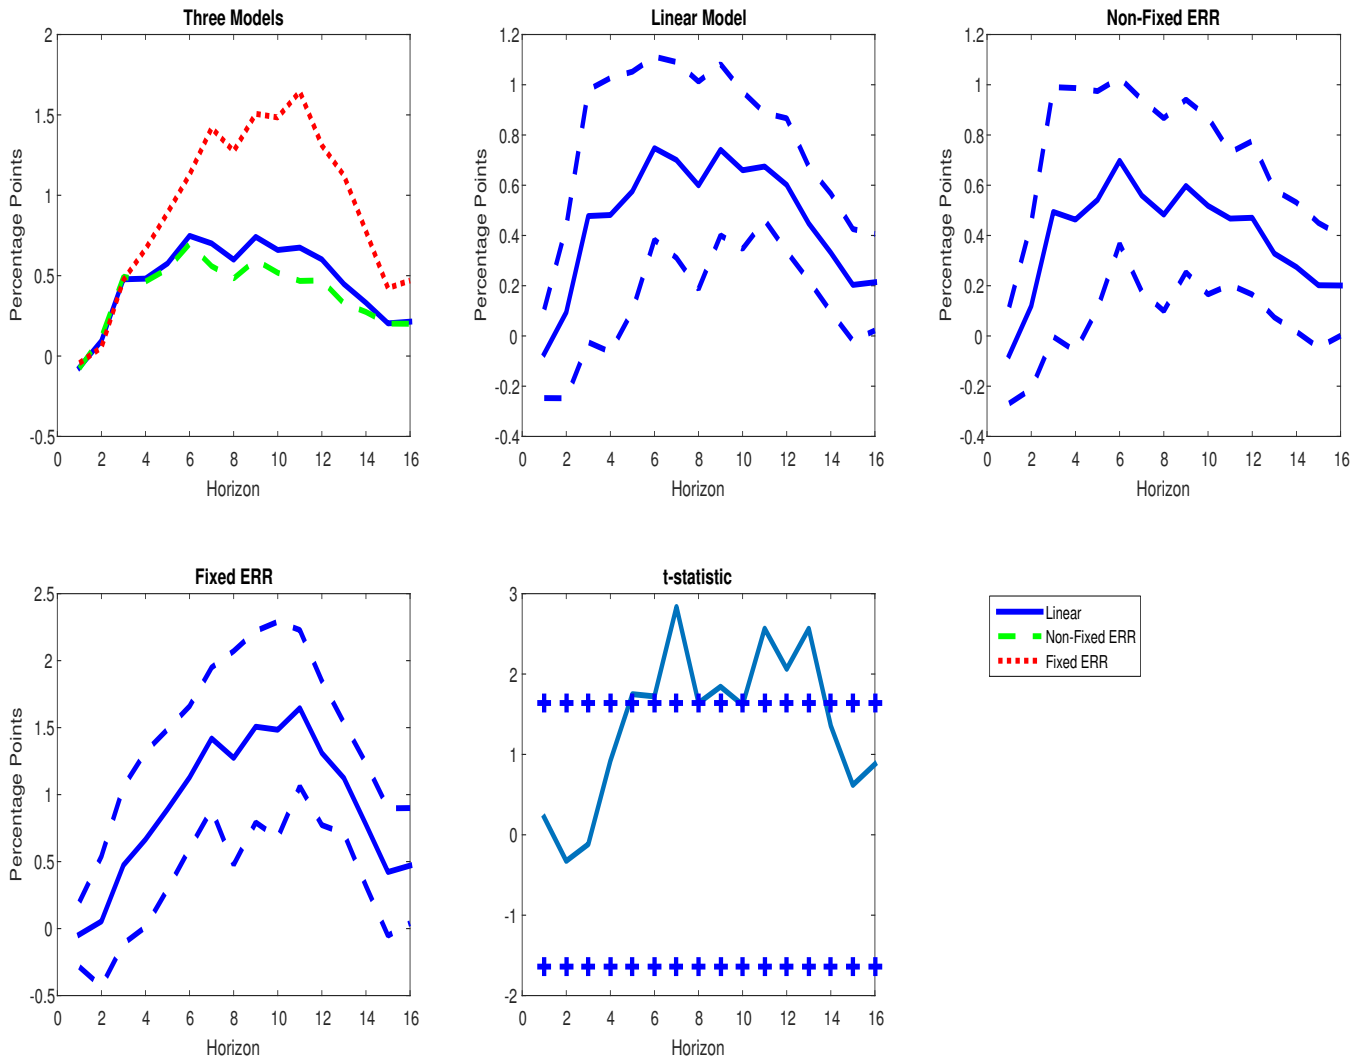 Three Models
Linear Model
Non-Fixed ERR
2
1.5
1
0.5
0
-0.5
Percentage Points
0 2 4 6 8 10 12 14 16
Horizon
1.2
1
0.8
0.6
0.4
0.2
0
-0.2
-0.4
Percentage Points
0 2 4 6 8 10 12 14 16
Horizon
1.2
1
0.8
0.6
0.4
0.2
0
-0.2
-0.4
Percentage Points
0 2 4 6 8 10 12 14 16
Horizon
Fixed ERR
2.5
2
1.5
1
0.5
0
-0.5
Percentage Points
0 2 4 6 8 10 12 14 16
Horizon
t-statistic
3
2
1
0
-1
-2
0 2 4 6 8 10 12 14 16
Horizon
Linear
Non-Fixed ERR
Fixed ERR